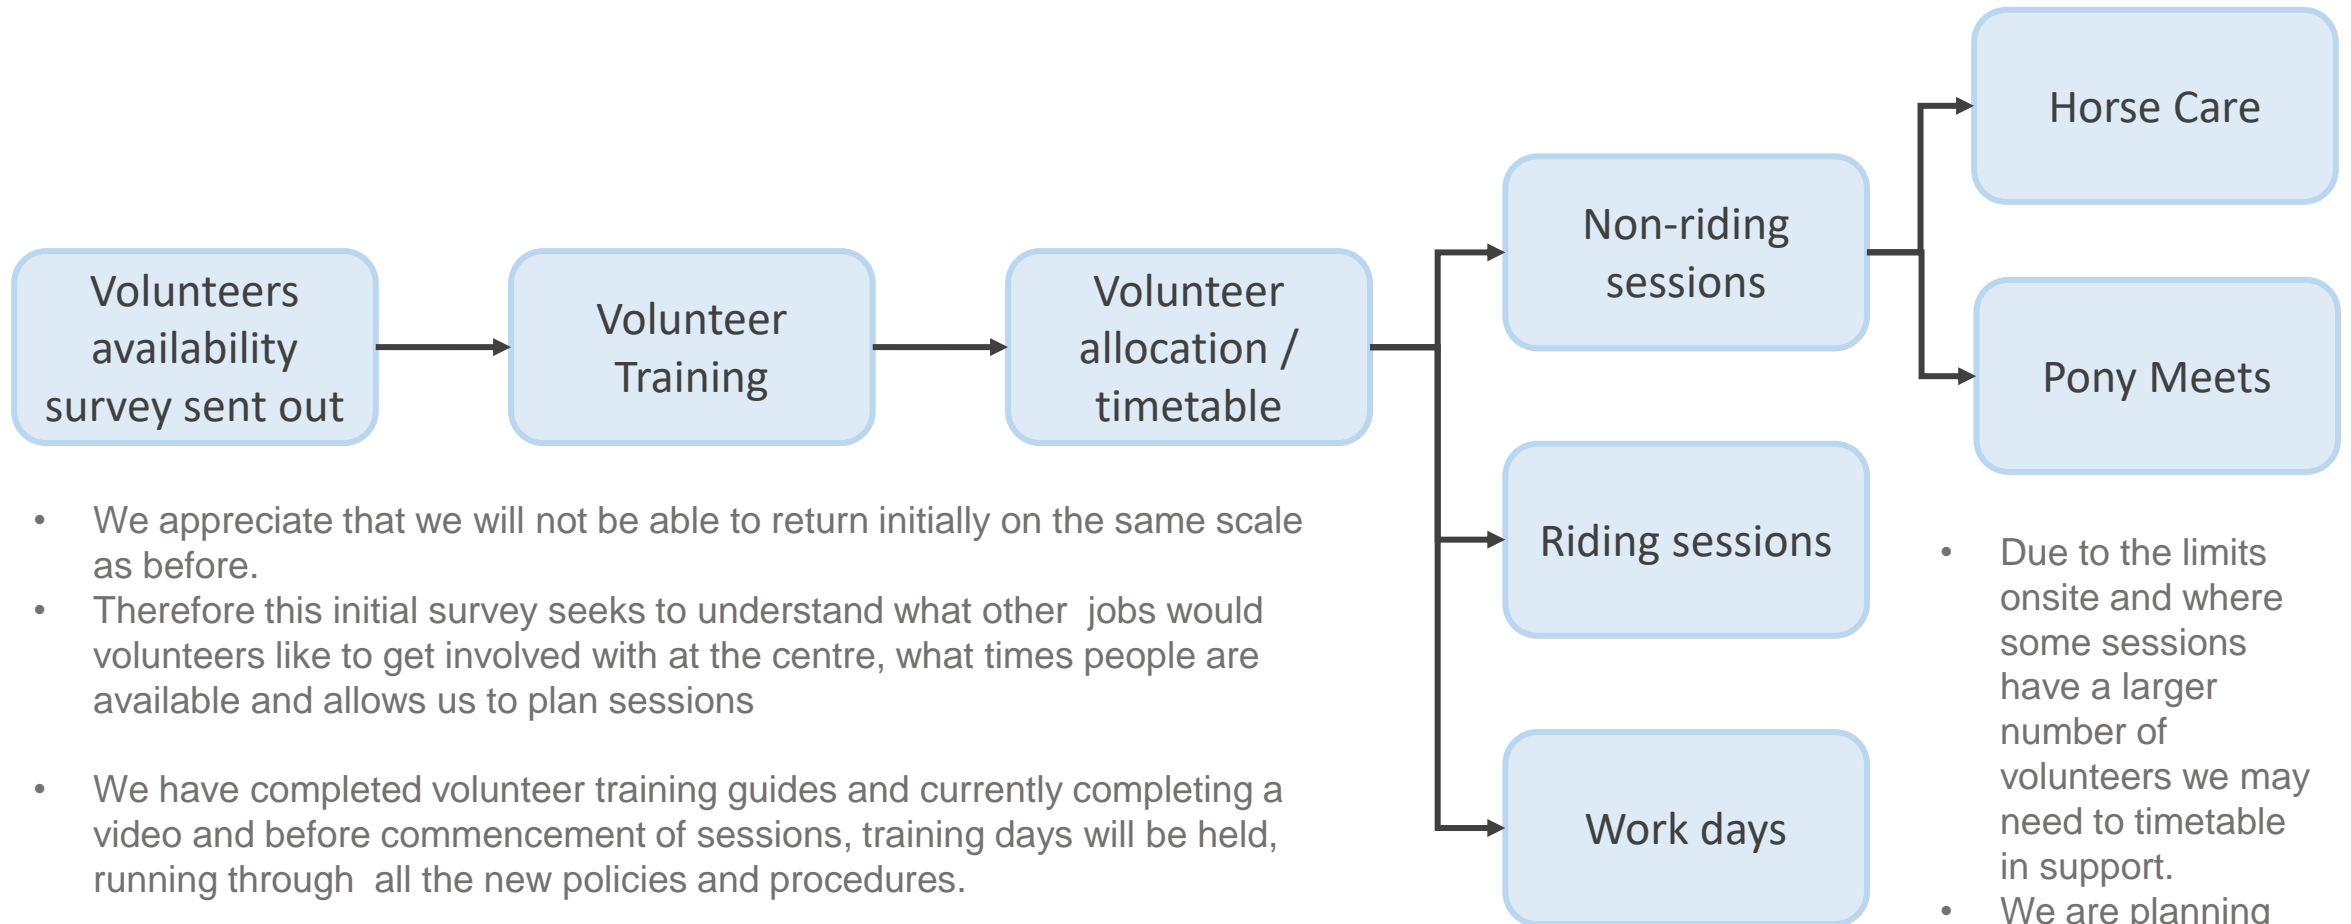 Volunteers
availability
survey sent out
Volunteer
Training
Volunteer
allocation /
timetable
Non-riding
sessions
Riding sessions
Work days
Horse Care
Pony Meets
• We appreciate that we will not be able to return initially on the same scale
as before.
• Therefore this initial survey seeks to understand what other  jobs would
volunteers like to get involved with at the centre, what times people are
available and allows us to plan sessions
• We have completed volunteer training guides and currently completing a
video and before commencement of sessions, training days will be held,
running through  all the new policies and procedures.
• Due to the limits
onsite and where
some sessions
have a larger
number of
volunteers we may
need to timetable
in support.
• We are planning